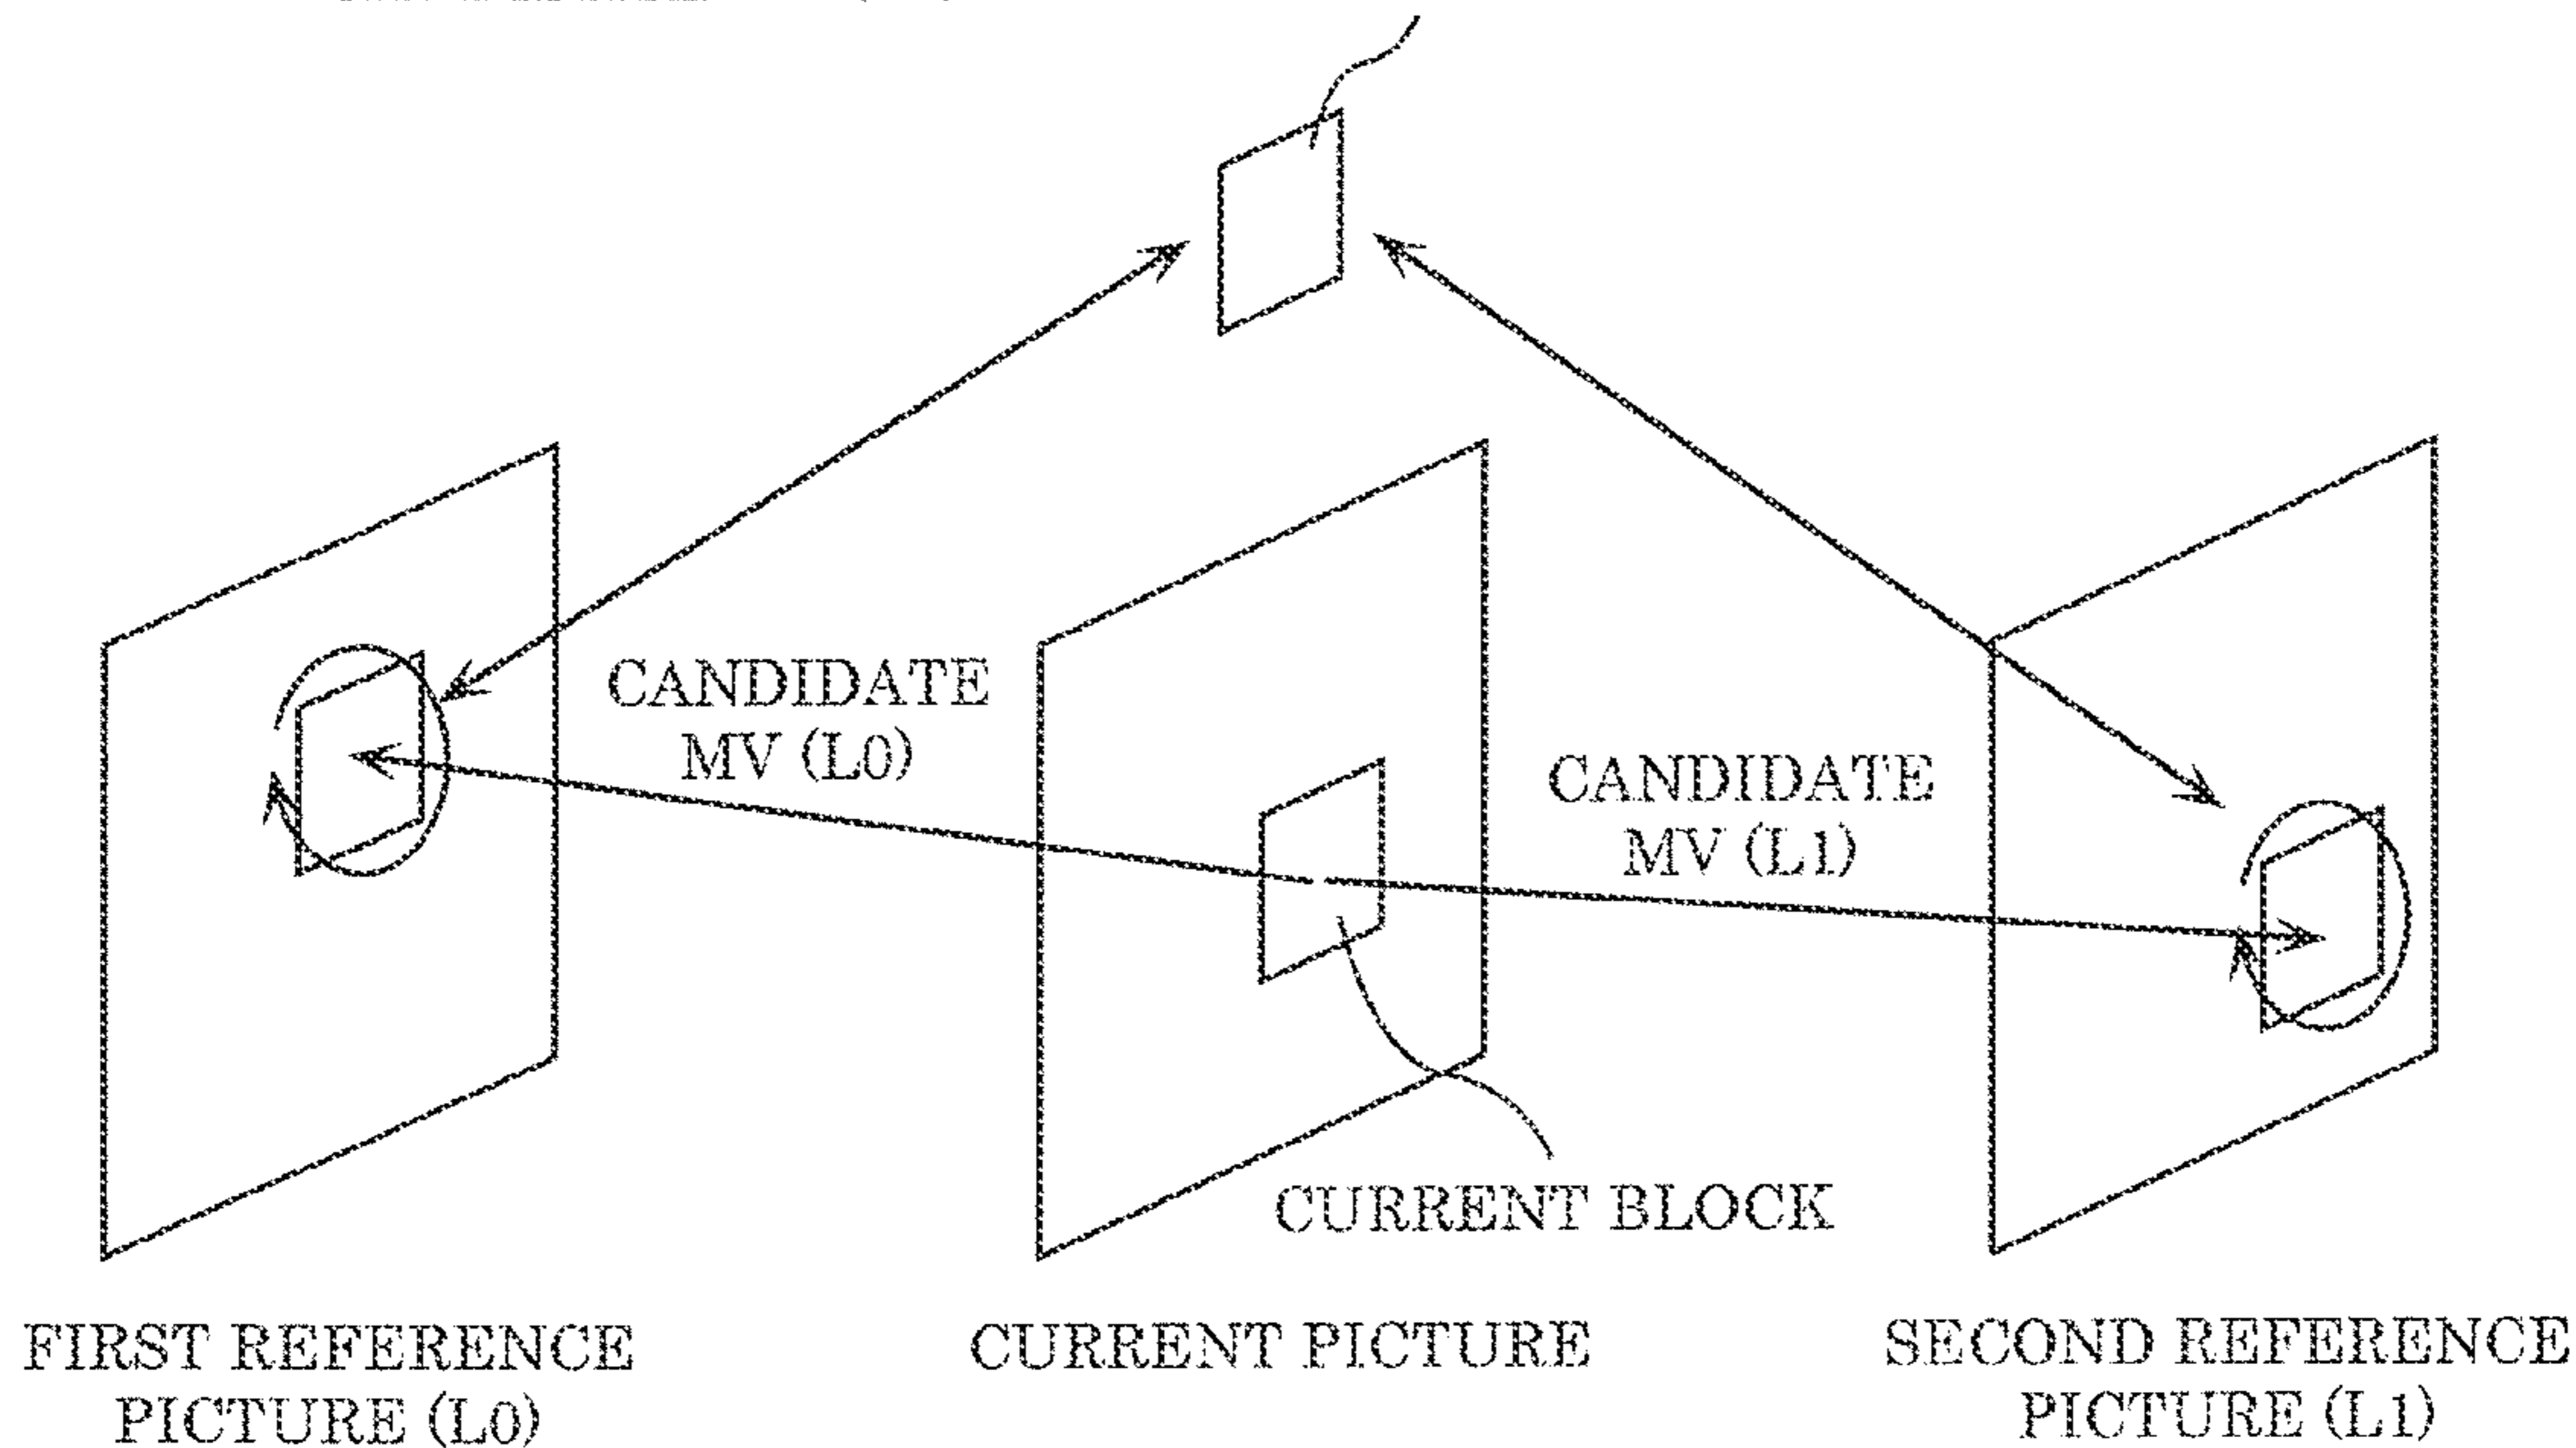 CANDIDATE
MV (L0)
CANDIDATE
MV (L1)
CURRENT BLOCK
FIRST REFERENCE
PICTURE (L0)
CURRENT PICTURE
SECOND REFERENCE
PICTURE (L1)